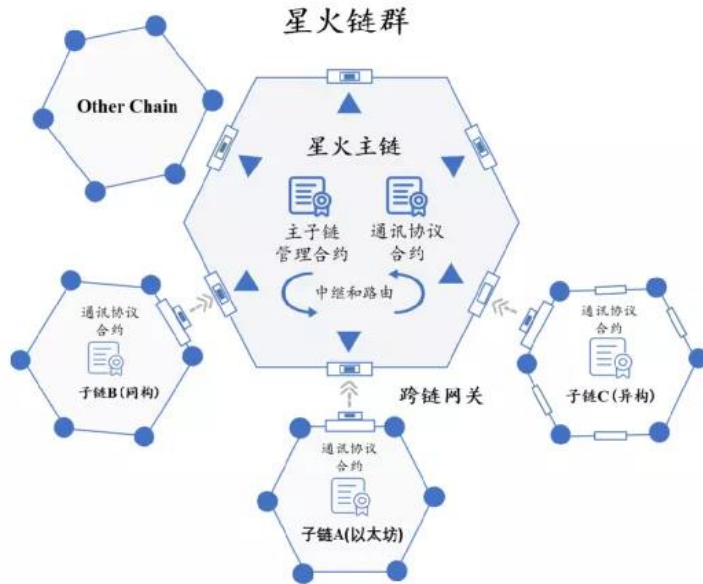 星火链群
Other Chain
星火主链
主子链
管理合约
通讯协议
合约
中继和路由
通讯协议
合约
子链B(同构)
跨链网关
通讯协议
合约
子链C(异构)
通讯协议
合约
子链A(以太坊)